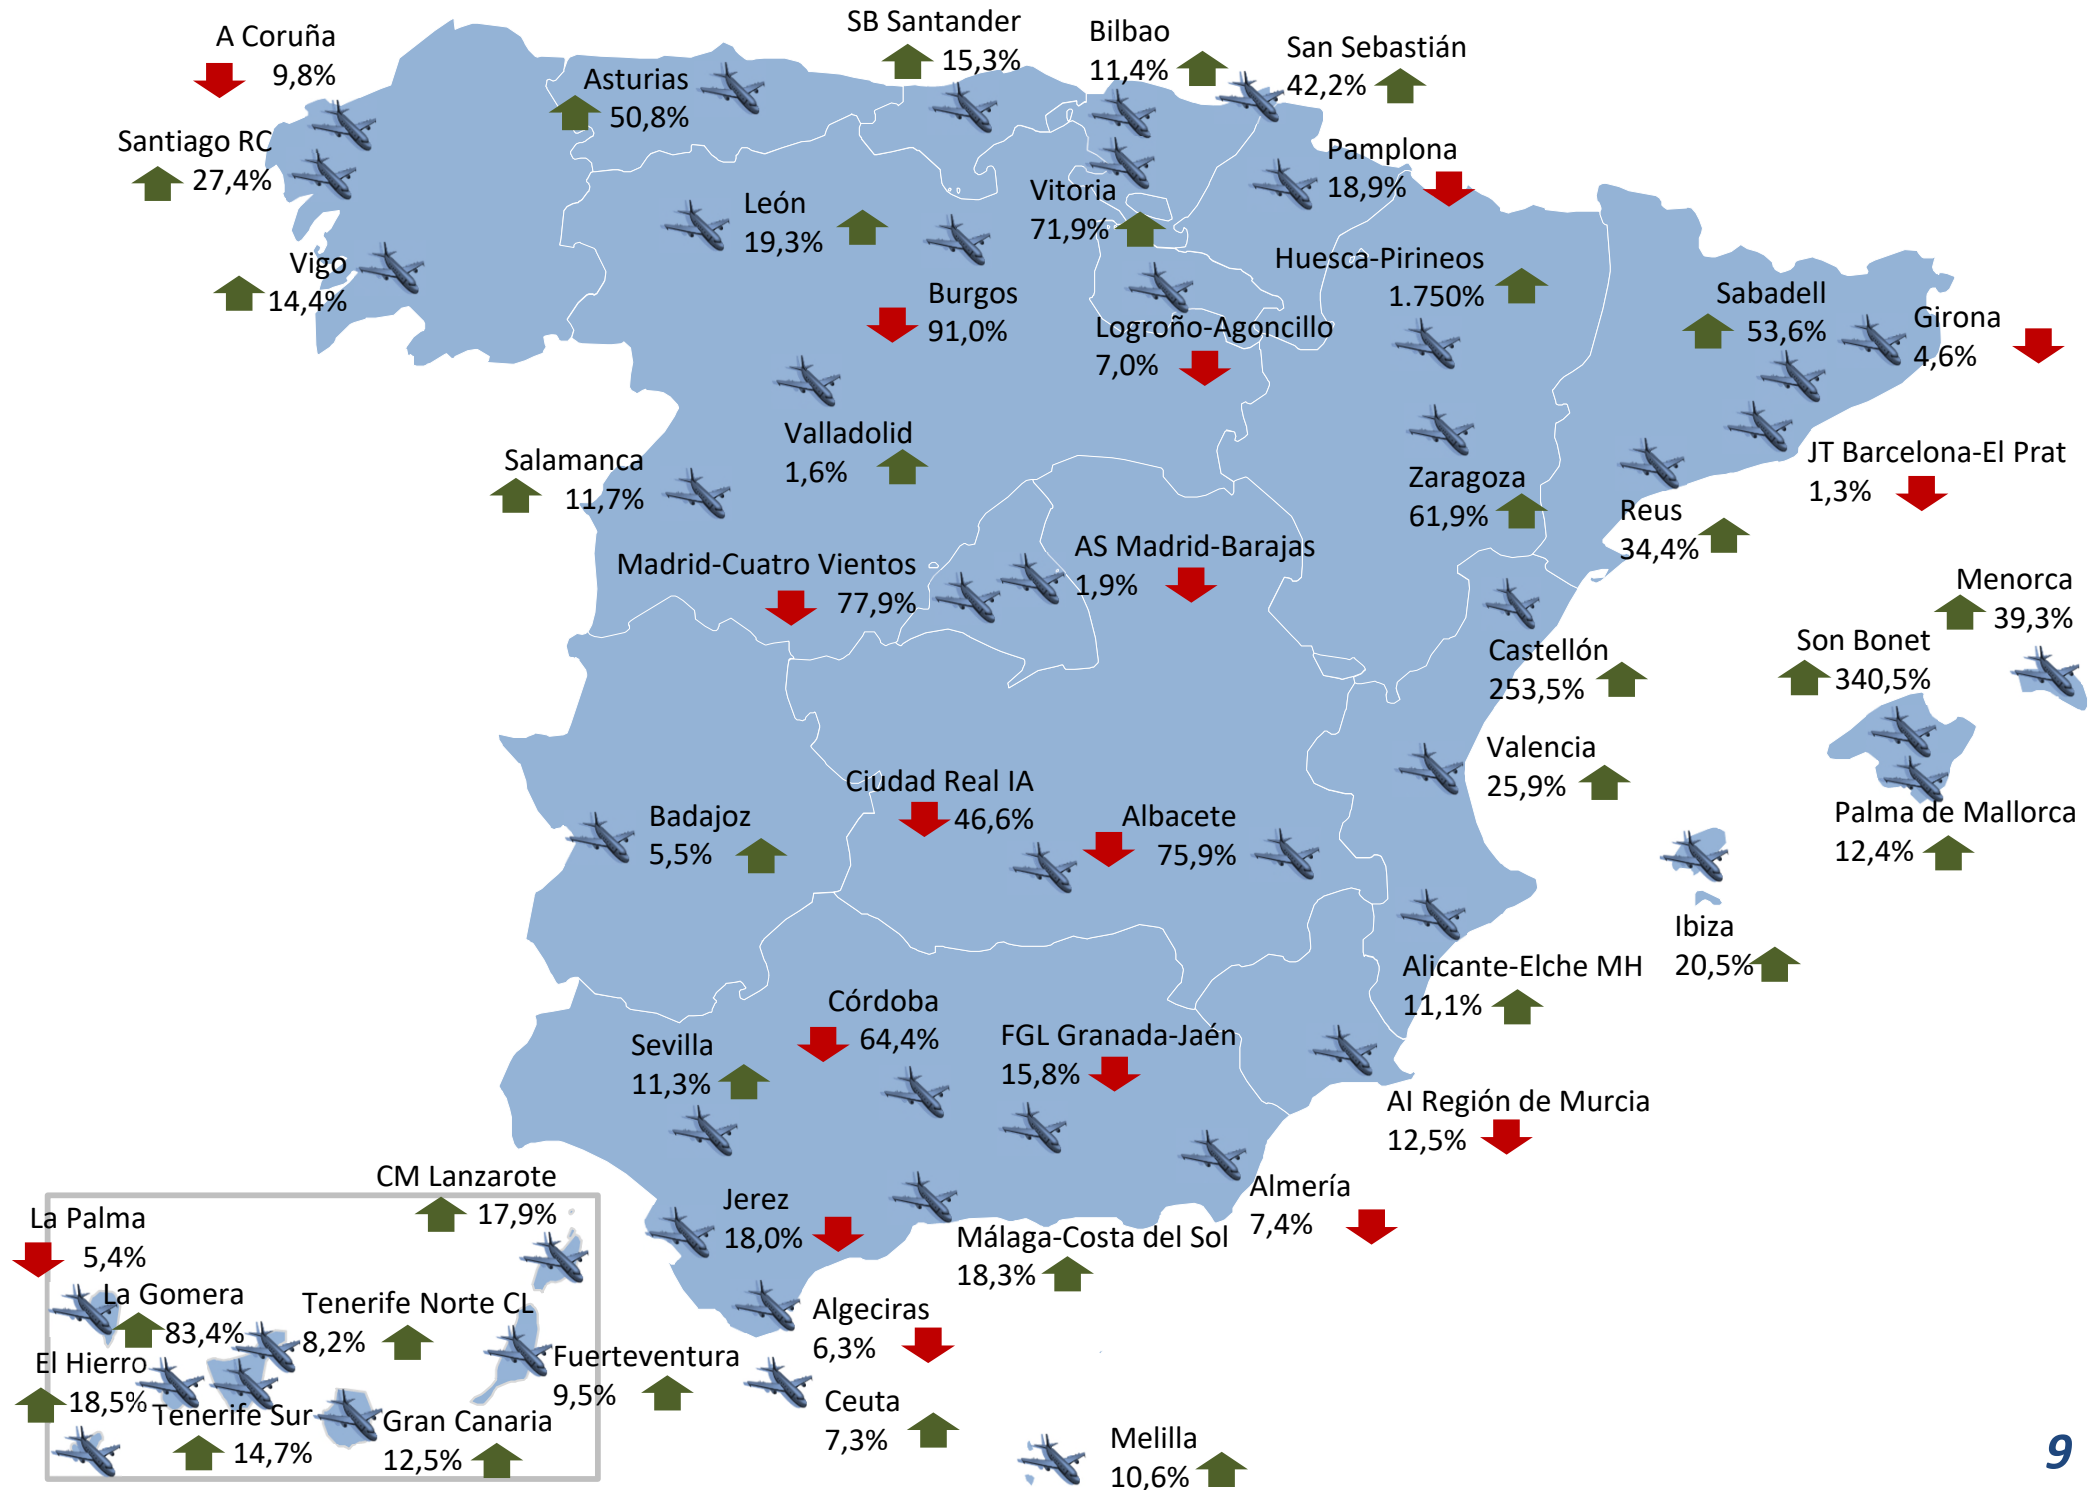 A Coruña
9,8%
SB Santander
15,3%
Bilbao
11,4%
San Sebastián
42,2%
Asturias
50,8%
Santiago RC
27,4%
Pamplona
18,9%
León
19,3%
Vitoria
71,9%
Vigo
14,4%
Huesca-Pirineos
1.750%
Burgos
91,0%
Logroño-Agoncillo
7,0%
Sabadell
53,6%
Girona
4,6%
Valladolid
1,6%
Salamanca
11,7%
Zaragoza
61,9%
JT Barcelona-El Prat
1,3%
Reus
34,4%
Madrid-Cuatro Vientos
77,9%
AS Madrid-Barajas
1,9%
Menorca
39,3%
Castellón
253,5%
Son Bonet
340,5%
Valencia
25,9%
Ciudad Real IA
46,6%
Badajoz
5,5%
Albacete
75,9%
Palma de Mallorca
12,4%
Ibiza
20,5%
Alicante-Elche MH
11,1%
Córdoba
64,4%
Sevilla
11,3%
FGL Granada-Jaén
15,8%
AI Región de Murcia
12,5%
CM Lanzarote
17,9%
Jerez
18,0%
Almería
7,4%
La Palma
5,4%
Málaga-Costa del Sol
18,3%
La Gomera
83,4%
Tenerife Norte CL
8,2%
Algeciras
6,3%
El Hierro
18,5%
Fuerteventura
9,5%
Tenerife Sur
14,7%
Gran Canaria
12,5%
Ceuta
7,3%
Melilla
10,6%
9